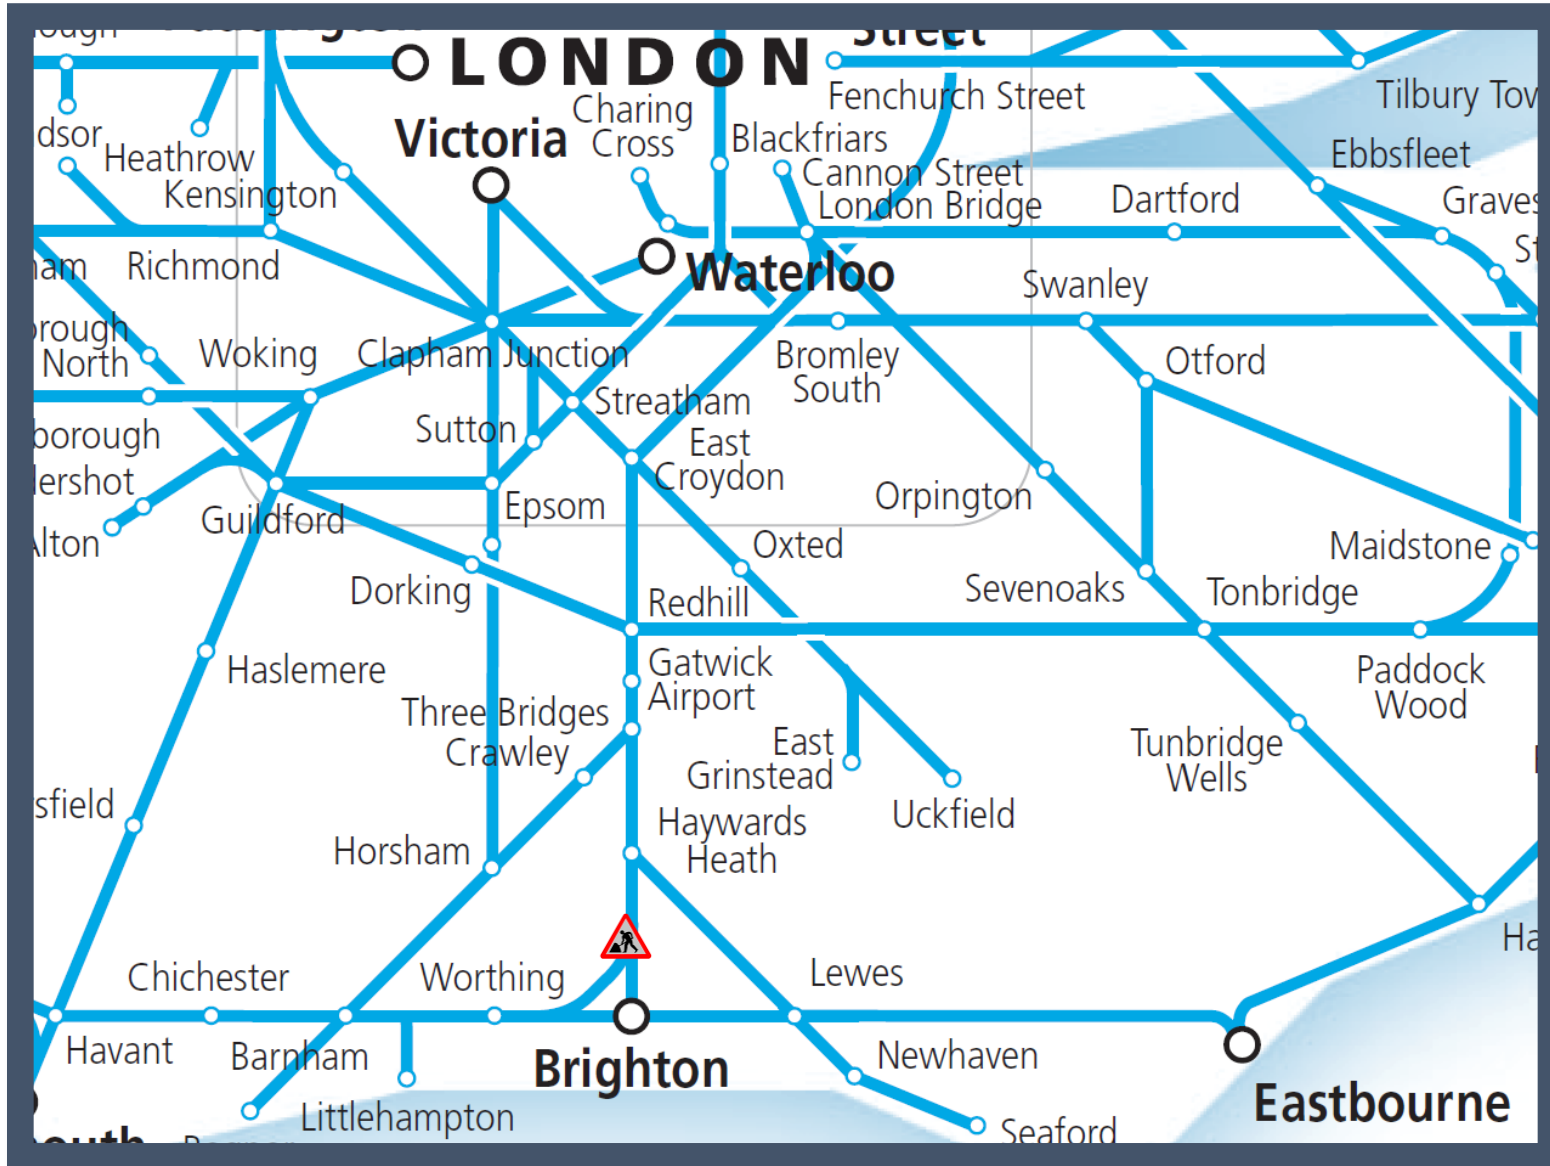 LONDON
Street
Fenchurch Street
Tilbury
Charing
Cross
Victoria
Blackfriars
Cannon Street
London Bridge
Dartford
Ebbsfleet
Heathrow
Kensington
Richmond
Waterloo
Swanley
North
Woking
Clapham Junction
Bromley
South
Otford
Streatham
Sutton
East
Croydon
Epsom
Orpington
Guildford
Alton
Oxted
Maidstone
Dorking
Redhill
Sevenoaks
Tonbridge
Haslemere
Gatwick
Airport
Paddock
Wood
Three Bridges
Crawley
East
Grinstead
Tunbridge
Wells
Uckfield
Haywards
Heath
Horsham
Chichester
Worthing
Lewes
Havant
Barnham
Brighton
Newhaven
Eastbourne
Littlehampton
Seaford